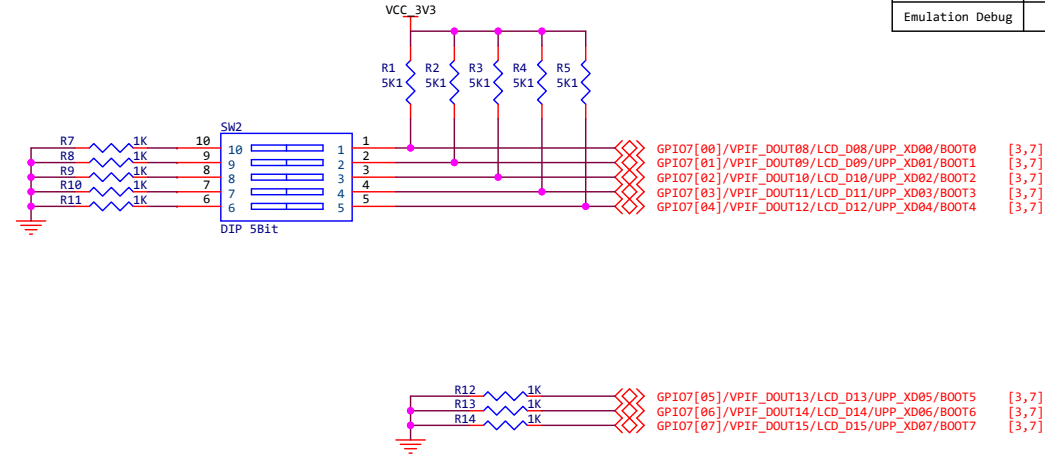 VCC_3V3
Emulation Debug
R1 R2 R3 R4 R5
5K1 5K1 5K1 5K1 5K1
SW2
R7 1K 10 10 1 1 GPIO7[00]/VPIF_DOUT08/LCD_D08/UPP_XD00/BOOT0 [3,7]
R8 1K 9 9 2 2 GPIO7[01]/VPIF_DOUT09/LCD_D09/UPP_XD01/BOOT1 [3,7]
R9 1K 8 8 3 3 GPIO7[02]/VPIF_DOUT10/LCD_D10/UPP_XD02/BOOT2 [3,7]
R10 1K 7 7 4 4 GPIO7[03]/VPIF_DOUT11/LCD_D11/UPP_XD03/BOOT3 [3,7]
R11 1K 6 6 5 5 GPIO7[04]/VPIF_DOUT12/LCD_D12/UPP_XD04/BOOT4 [3,7]
DIP 5Bit
R12 1K GPIO7[05]/VPIF_DOUT13/LCD_D13/UPP_XD05/BOOT5 [3,7]
R13 1K GPIO7[06]/VPIF_DOUT14/LCD_D14/UPP_XD06/BOOT6 [3,7]
R14 1K GPIO7[07]/VPIF_DOUT15/LCD_D15/UPP_XD07/BOOT7 [3,7]